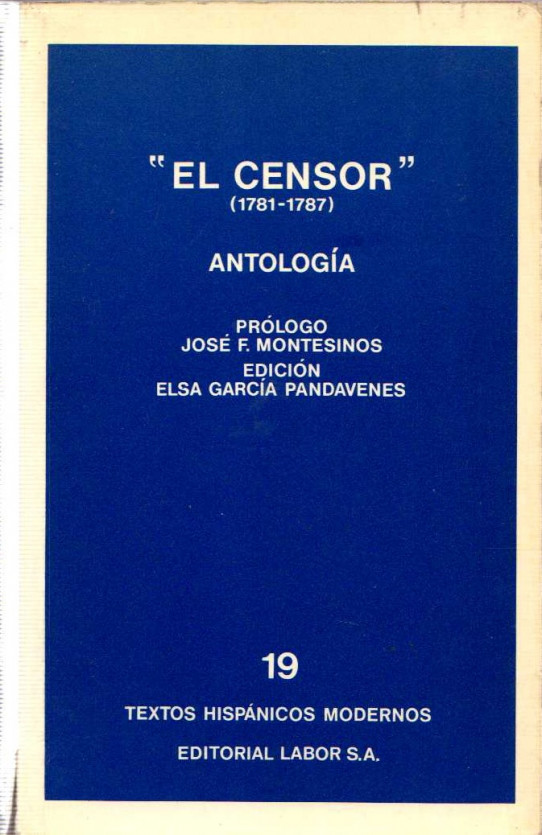 "EL CENSOR"
(1781-1787)
ANTOLOGÍA
PRÓLOGO
JOSÉ F. MONTESINOS
EDICIÓN
ELSA GARCÍA PANDAVENES
19
TEXTOS HISPÁNICOS MODERNOS
EDITORIAL LABOR S.A.